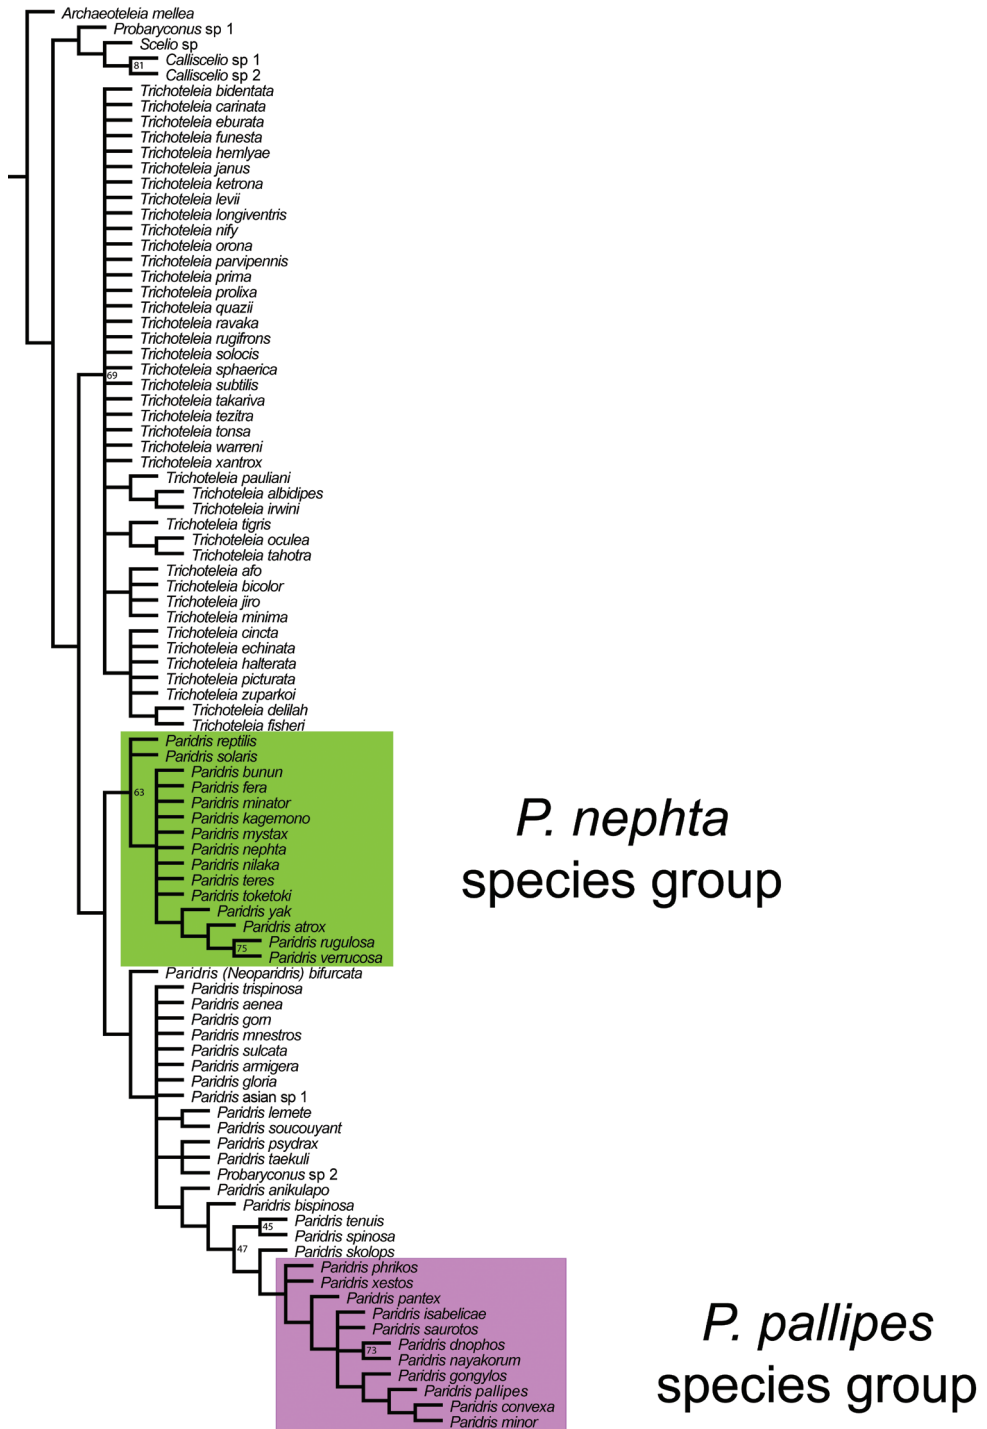 Archaeoteleia mellea
Probaryconus sp 1
Scelio sp
Calliscelio sp 1
81
Calliscelio sp 2
Trichoteleia bidentata
Trichoteleia carinata
Trichoteleia eburata
Trichoteleia funesta
Trichoteleia hemlyae
Trichoteleia janus
Trichoteleia ketrona
Trichoteleia levii
Trichoteleia longiventris
Trichoteleia nify
Trichoteleia orona
Trichoteleia parvipennis
Trichoteleia prima
Trichoteleia prolixa
Trichoteleia quazii
Trichoteleia ravaka
Trichoteleia rugifrons
Trichoteleia solocis
Trichoteleia sphaerica
69
Trichoteleia subtilis
Trichoteleia takariva
Trichoteleia tezitra
Trichoteleia tonsa
Trichoteleia warreni
Trichoteleia xantrox
Trichoteleia pauliani
Trichoteleia albidipes
Trichoteleia irwini
Trichoteleia tigris
Trichoteleia oculea
Trichoteleia tahotra
Trichoteleia afo
Trichoteleia bicolor
Trichoteleia jiro
Trichoteleia minima
Trichoteleia cincta
Trichoteleia echinata
Trichoteleia halterata
Trichoteleia picturata
Trichoteleia zuparkoi
Trichoteleia delilah
Trichoteleia fisheri
Paridris reptilis
Paridris solaris
Paridris bunun
Paridris fera
63
Paridris minator
Paridris kagemono
Paridris mystax
Paridris nephta
Paridris nilaka
Paridris teres
Paridris toketoki
Paridris yak
Paridris atrox
Paridris rugulosa
75
Paridris verrucosa
P. nephta
species group
Paridris (Neoparidris) bifurcata
Paridris trispinosa
Paridris aenea
Paridris gorn
Paridris mnestros
Paridris sulcata
Paridris armigera
Paridris gloria
Paridris asian sp 1
Paridris lemete
Paridris soucouyant
Paridris psydrax
Paridris taekuli
Probaryconus sp 2
Paridris anikulapo
Paridris bispinosa
Paridris tenuis
45
Paridris spinosa
47
Paridris skolops
Paridris phrikos
Paridris xestos
Paridris pantex
Paridris isabelicae
Paridris saurotos
Paridris dnophos
73
Paridris nayakorum
Paridris gongylos
Paridris pallipes
Paridris convexa
Paridris minor
P. pallipes
species group